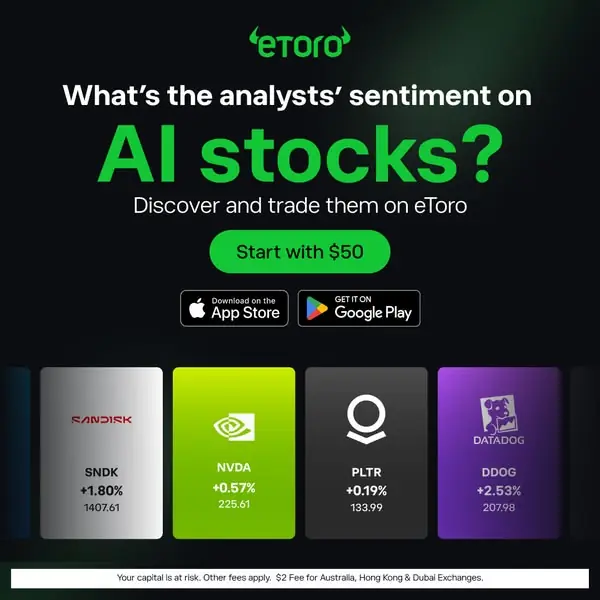 eToro
What's the analysts' sentiment on
AI stocks?
Discover and trade them on eToro
Start with $50
Download on the
App Store
GET IT ON
Google Play
SANDISK
SNDK
+1.80%
1407.61
NVDA
+0.57%
225.61
PLTR
+0.19%
133.99
DATADOG
DDOG
+2.53%
207.98
Your capital is at risk. Other fees apply. $2 Fee for Australia, Hong Kong & Dubai Exchanges.